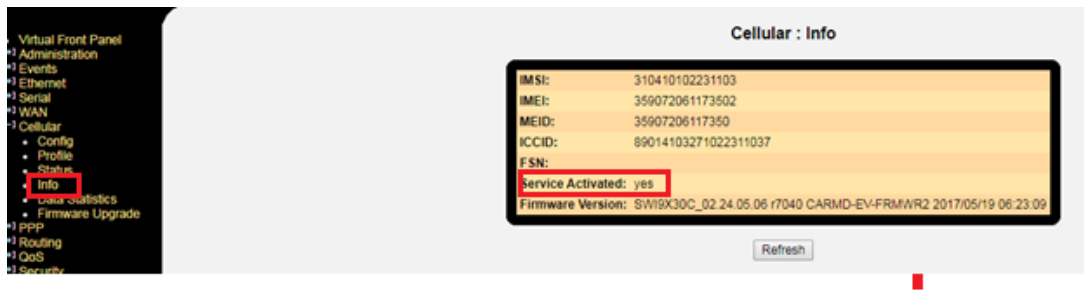 Virtual Front Panel
Administration
Events
Ethernet
Serial
WAN
Cellular
Config
Profile
Status
Info
Data Statistics
Firmware Upgrade
PPP
Routing
QoS
Security
Cellular : Info
IMSI: 310410102231103
IMEI: 359072061173502
MEID: 35907206117350
ICCID: 89014103271022311037
FSN:
Service Activated: yes
Firmware Version: SWI9X30C_02.24.05.06 r7040 CARMD-EV-FRMWR2 2017/05/19 06:23:09
Refresh